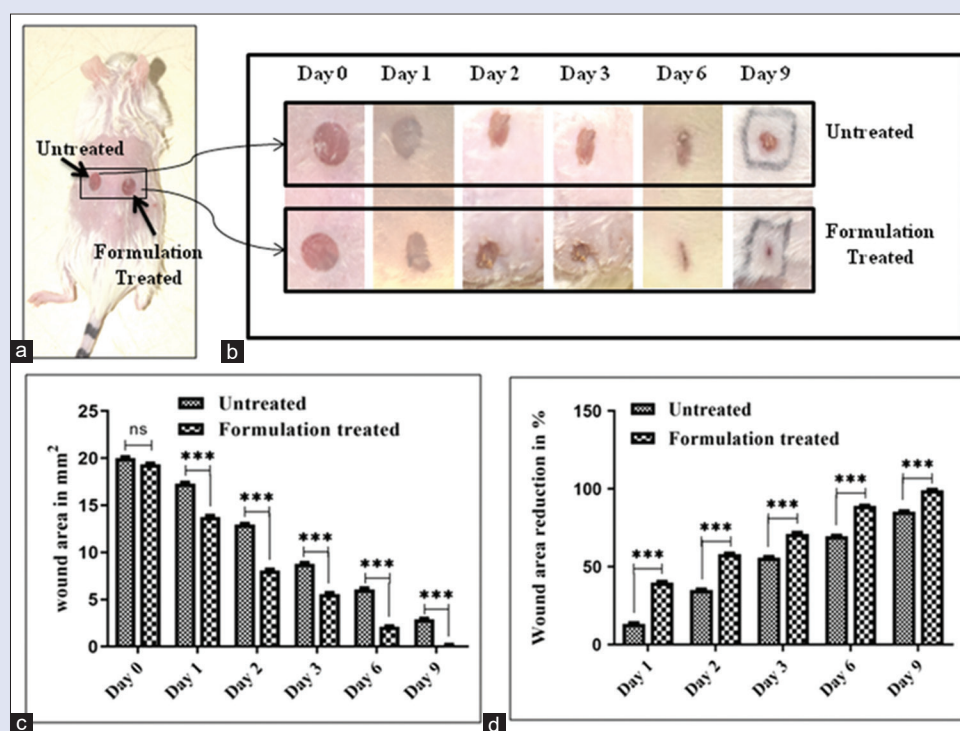 Untreated
Formulation
Treated
a
Day 0 Day 1 Day 2 Day 3 Day 6 Day 9
Untreated
Formulation
Treated
b
wound area in mm²
25
20
15
10
5
0
Untreated
Formulation treated
ns
***
***
***
***
***
Day 0 Day 1 Day 2 Day 3 Day 6 Day 9
c
Wound area reduction in %
150
100
50
0
Untreated
Formulation treated
***
***
***
***
***
Day 1 Day 2 Day 3 Day 6 Day 9
d